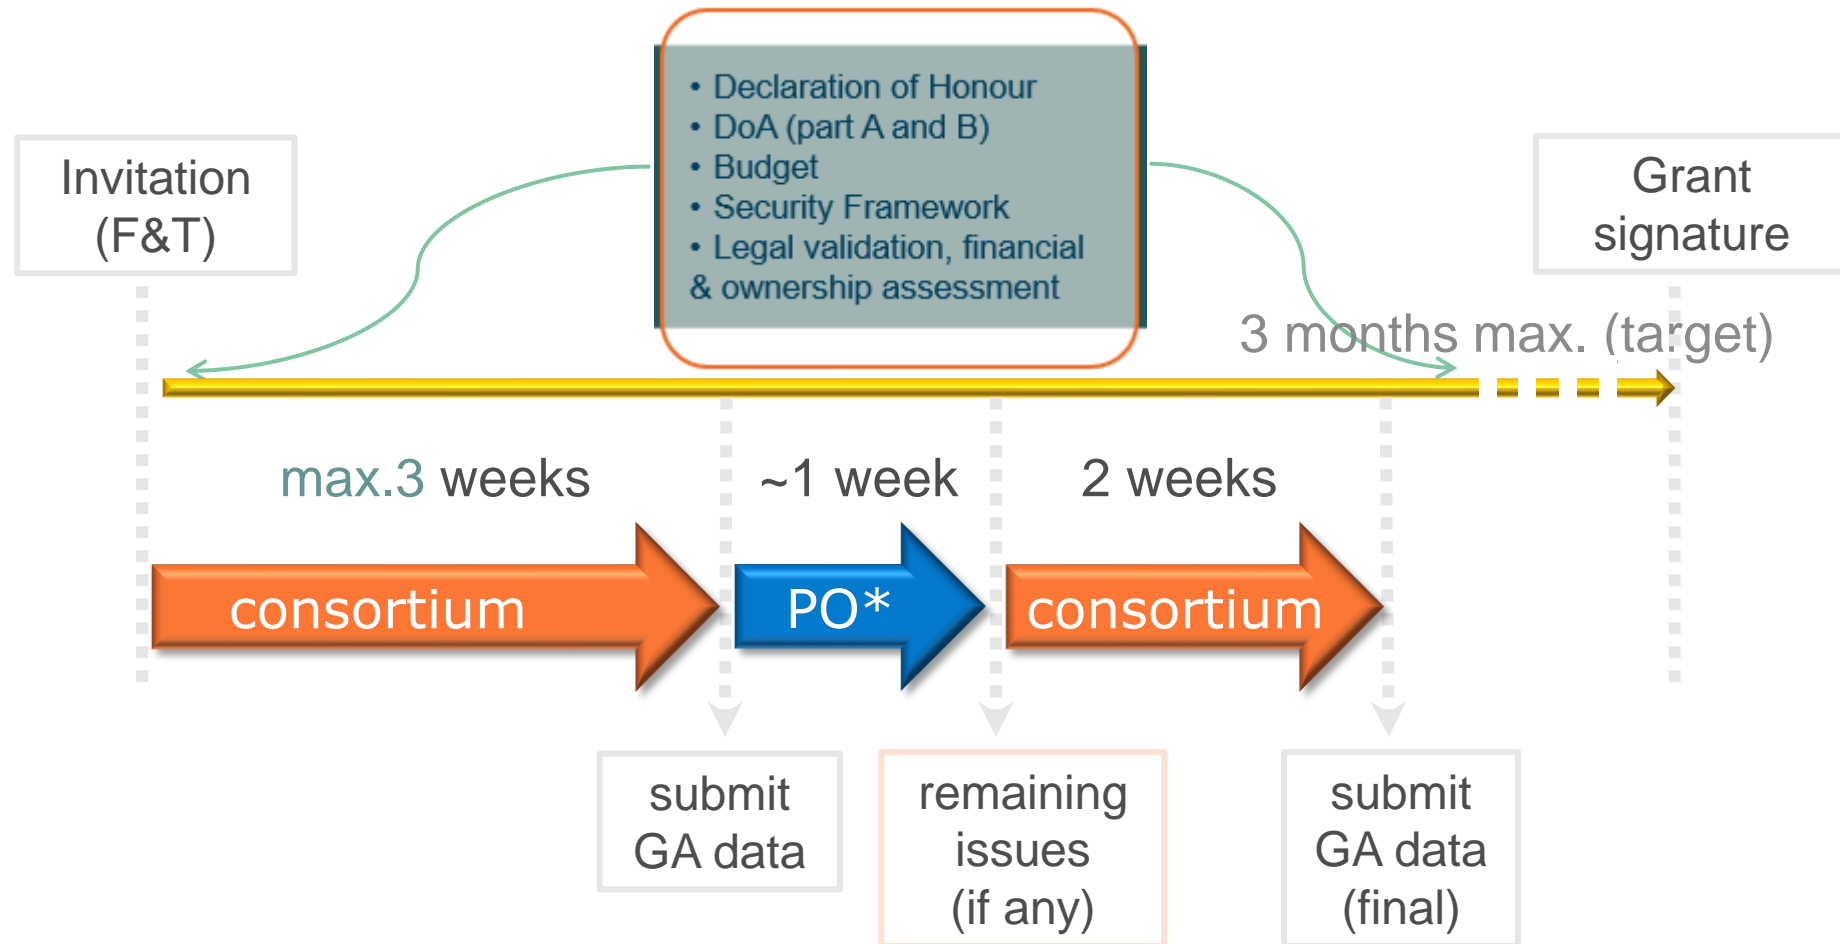 • Declaration of Honour
• DoA (part A and B)
• Budget
• Security Framework
• Legal validation, financial
& ownership assessment
Invitation
(F&T)
Grant
signature
3 months max. (target)
max.3 weeks
~1 week
2 weeks
consortium
PO*
consortium
submit
GA data
remaining
issues
(if any)
submit
GA data
(final)